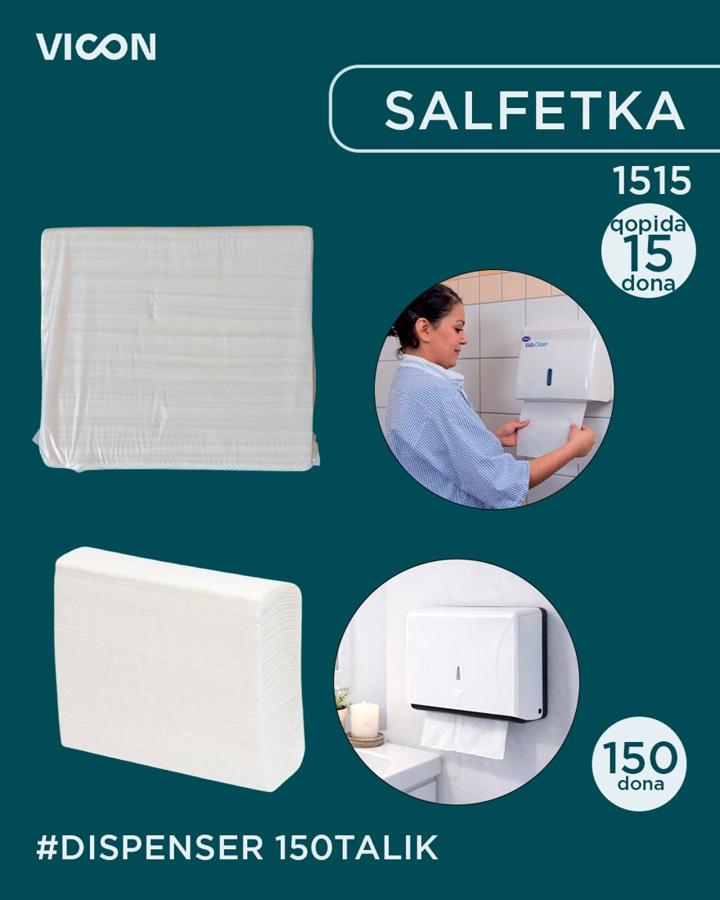 VICON
SALFETKA
1515
qopida
15
dona
150
dona
#DISPENSER 150TALIK